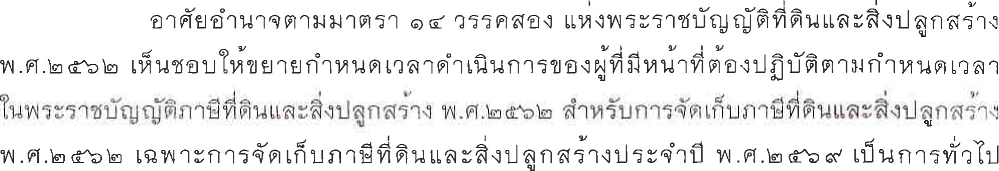 อาศัยอำนาจตามมาตรา ๑๔ วรรคสอง แห่งพระราชบัญญัติที่ดินและสิ่งปลูกสร้าง
พ.ศ.๒๕๖๒ เห็นชอบให้ขยายกำหนดเวลาดำเนินการของผู้ที่มีหน้าที่ต้องปฏิบัติตามกำหนดเวลา
ในพระราชบัญญัติภาษีที่ดินและสิ่งปลูกสร้าง พ.ศ.๒๕๖๒ สำหรับการจัดเก็บภาษีที่ดินและสิ่งปลูกสร้าง
พ.ศ.๒๕๖๒ เฉพาะการจัดเก็บภาษีที่ดินและสิ่งปลูกสร้างประจำปี พ.ศ.๒๕๖๙ เป็นการทั่วไป